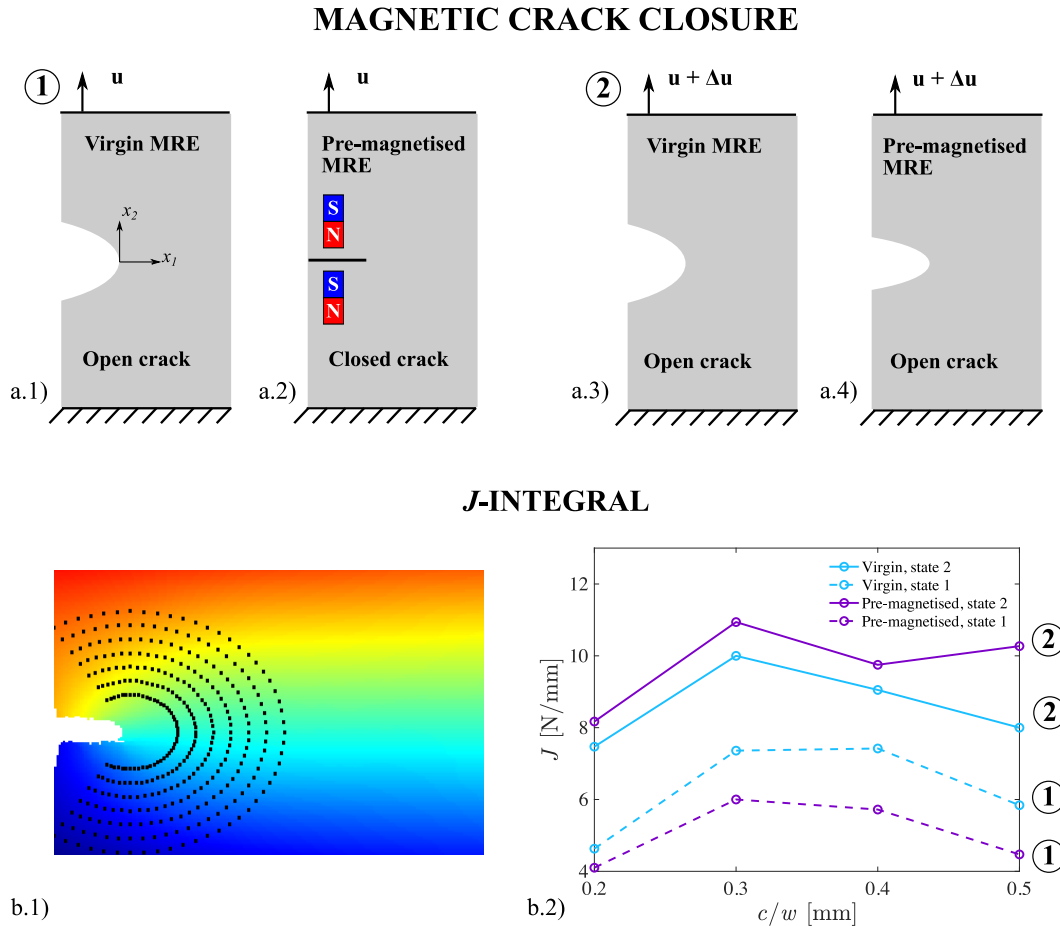 MAGNETIC CRACK CLOSURE
1
u
u
2
u + Δu
u + Δu
Virgin MRE
Pre-magnetised
MRE
Virgin MRE
Pre-magnetised
MRE
S
N
S
N
x2
x1
Open crack
Closed crack
Open crack
Open crack
a.1)
a.2)
a.3)
a.4)
J-INTEGRAL
Virgin, state 2
Virgin, state 1
Pre-magnetised, state 2
Pre-magnetised, state 1
12
10
8
6
4
J [N/mm]
2
2
1
1
0.2
0.3
0.4
0.5
c/w [mm]
b.1)
b.2)